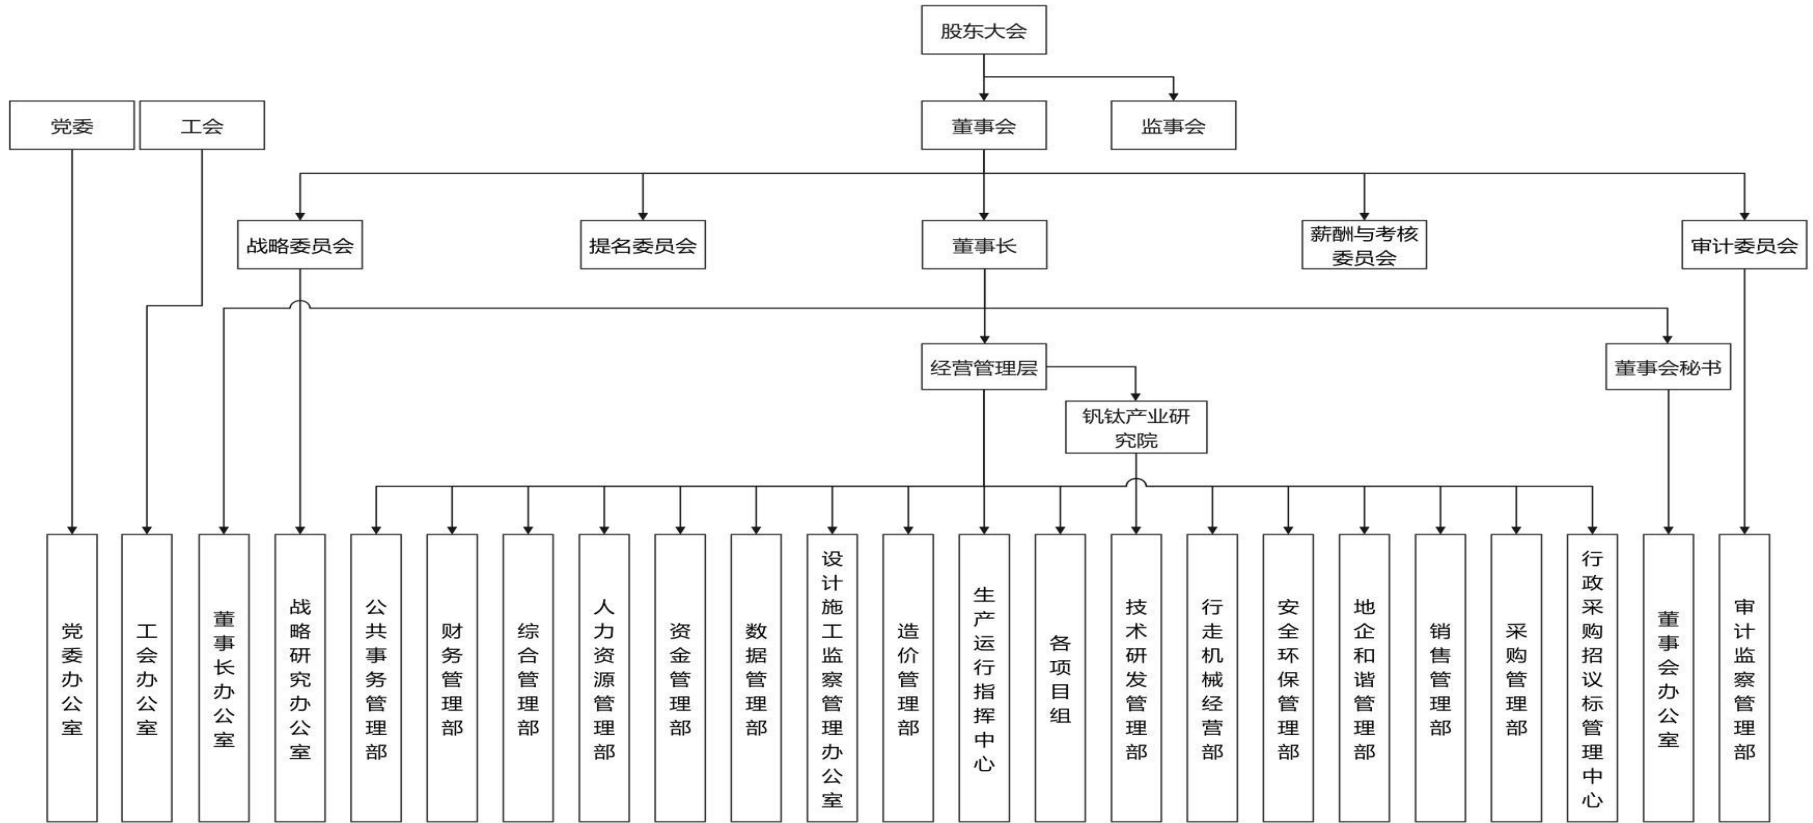 股东大会
党委
工会
董事会
监事会
战略委员会
提名委员会
董事长
薪酬与考核
委员会
审计委员会
经营管理层
董事会秘书
钒钛产业研
究院
党委办公室
工会办公室
董事长办公室
战略研究办公室
公共事务管理部
财务管理部
综合管理部
人力资源管理部
资金管理部
数据管理部
设计施工监察管理办公室
造价管理部
生产运行指挥中心
各项目组
技术研发管理部
行走机械经营部
安全环保管理部
地企和谐管理部
销售管理部
采购管理部
行政采购招议标管理中心
董事会办公室
审计监察管理部